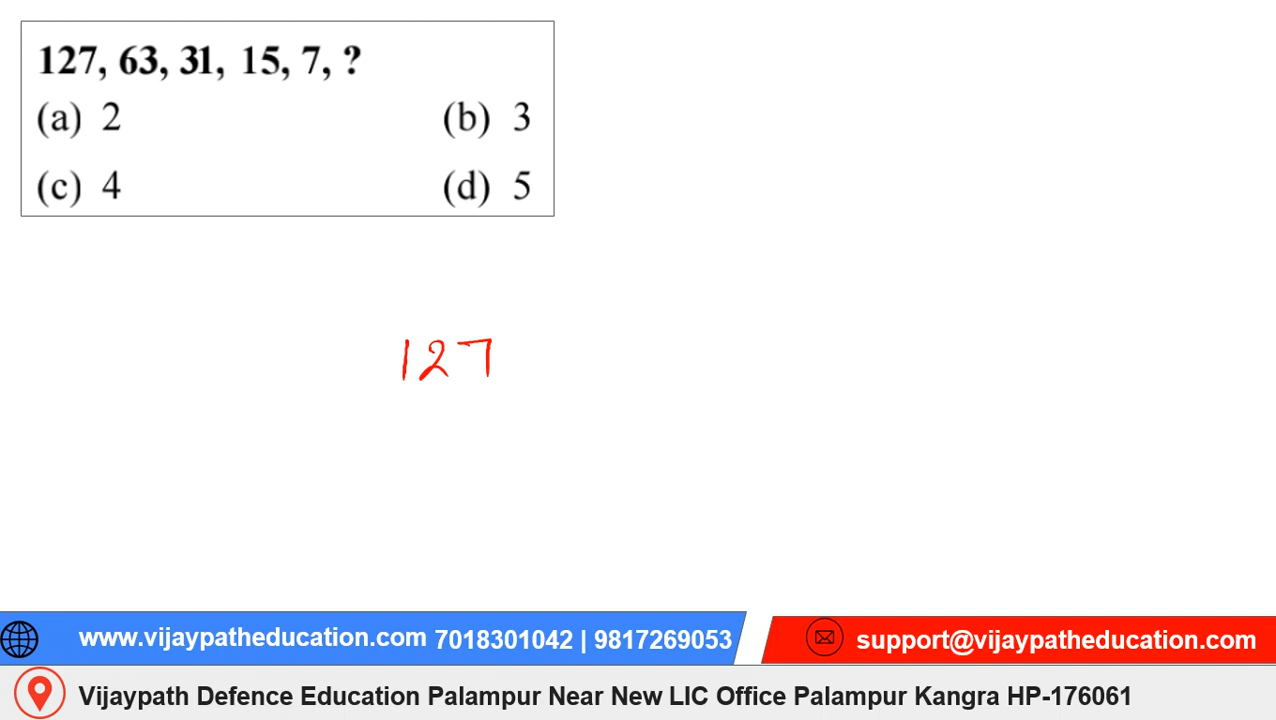 127, 63, 31, 15, 7, ?
(a) 2 (b) 3
(c) 4 (d) 5
127
www.vijaypatheducation.com 7018301042 | 9817269053 support@vijaypatheducation.com
Vijaypath Defence Education Palampur Near New LIC Office Palampur Kangra HP-176061